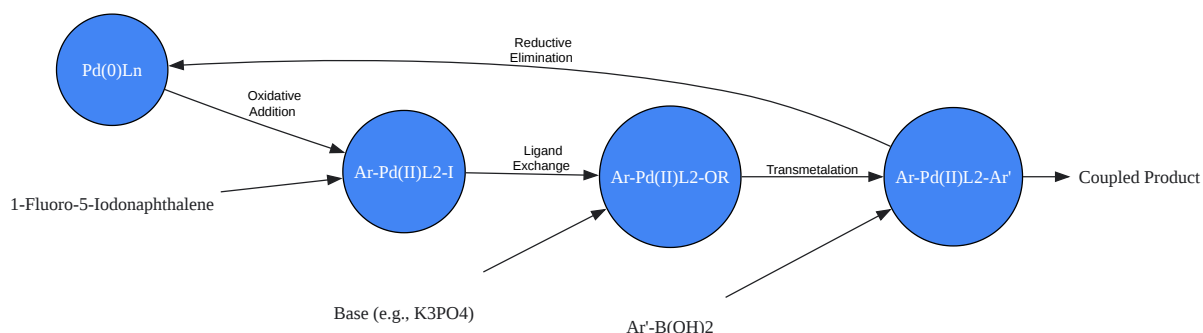 Reductive
Elimination
Pd(0)Ln
Oxidative
Addition
Ligand
Exchange
Ar-Pd(II)L2-I
Ar-Pd(II)L2-OR
Transmetalation
Ar-Pd(II)L2-Ar'
Coupled Product
1-Fluoro-5-Iodonaphthalene
Base (e.g., K3PO4)
Ar'-B(OH)2